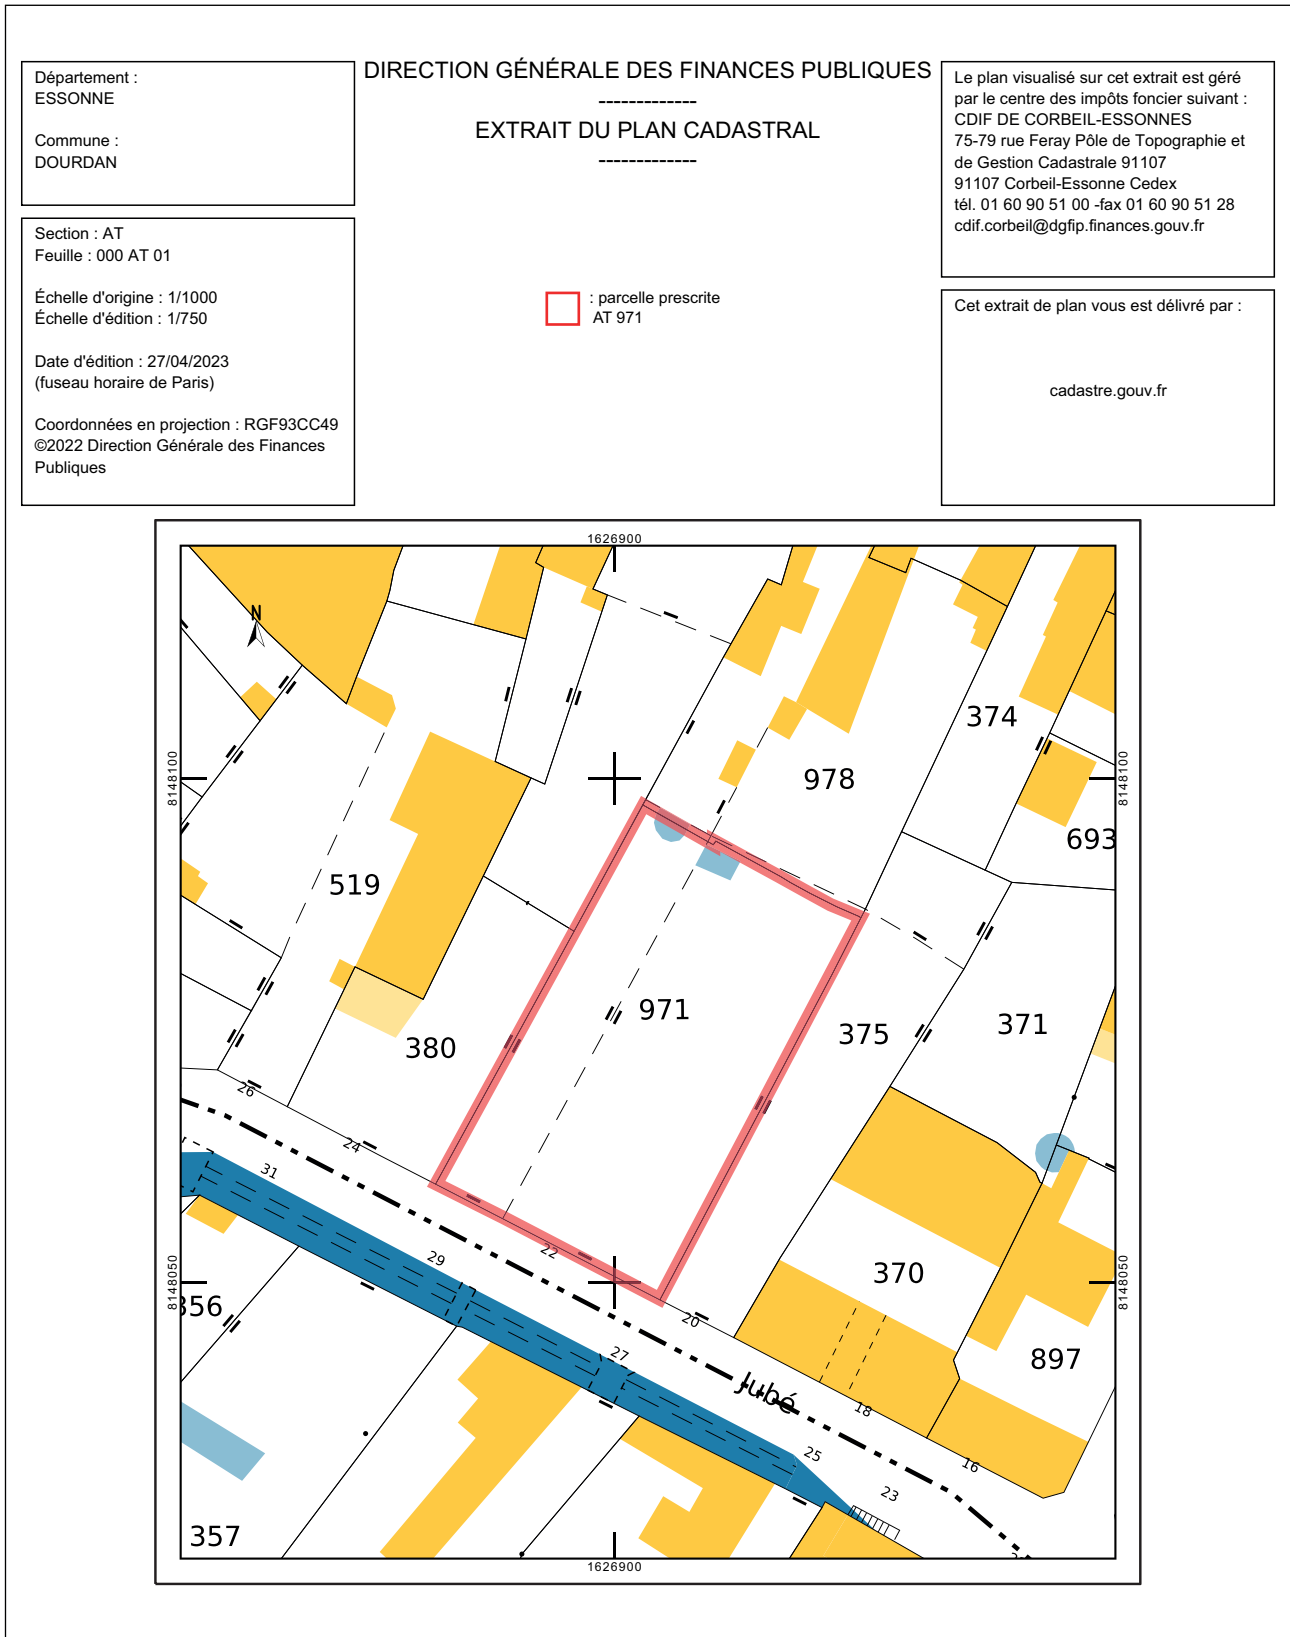 DIRECTION GÉNÉRALE DES FINANCES PUBLIQUES
-------------
EXTRAIT DU PLAN CADASTRAL
-------------
Département :
ESSONNE
Commune :
DOURDAN
Section : AT
Feuille : 000 AT 01
Échelle d'origine : 1/1000
Échelle d'édition : 1/750
Date d'édition : 27/04/2023
(fuseau horaire de Paris)
Coordonnées en projection : RGF93CC49
©2022 Direction Générale des Finances
Publiques
: parcelle prescrite
AT 971
Le plan visualisé sur cet extrait est géré
par le centre des impôts foncier suivant :
CDIF DE CORBEIL-ESSONNES
75-79 rue Feray Pôle de Topographie et
de Gestion Cadastrale 91107
91107 Corbeil-Essonne Cedex
tél. 01 60 90 51 00 -fax 01 60 90 51 28
cdif.corbeil@dgfip.finances.gouv.fr
Cet extrait de plan vous est délivré par :
cadastre.gouv.fr
1626900
N
374
8148100
978
8148100
693
519
971
371
375
380
26
24
31
22
29
370
8148050
8148050
356
20
27
897
Jubé
18
25
16
23
357
1626900